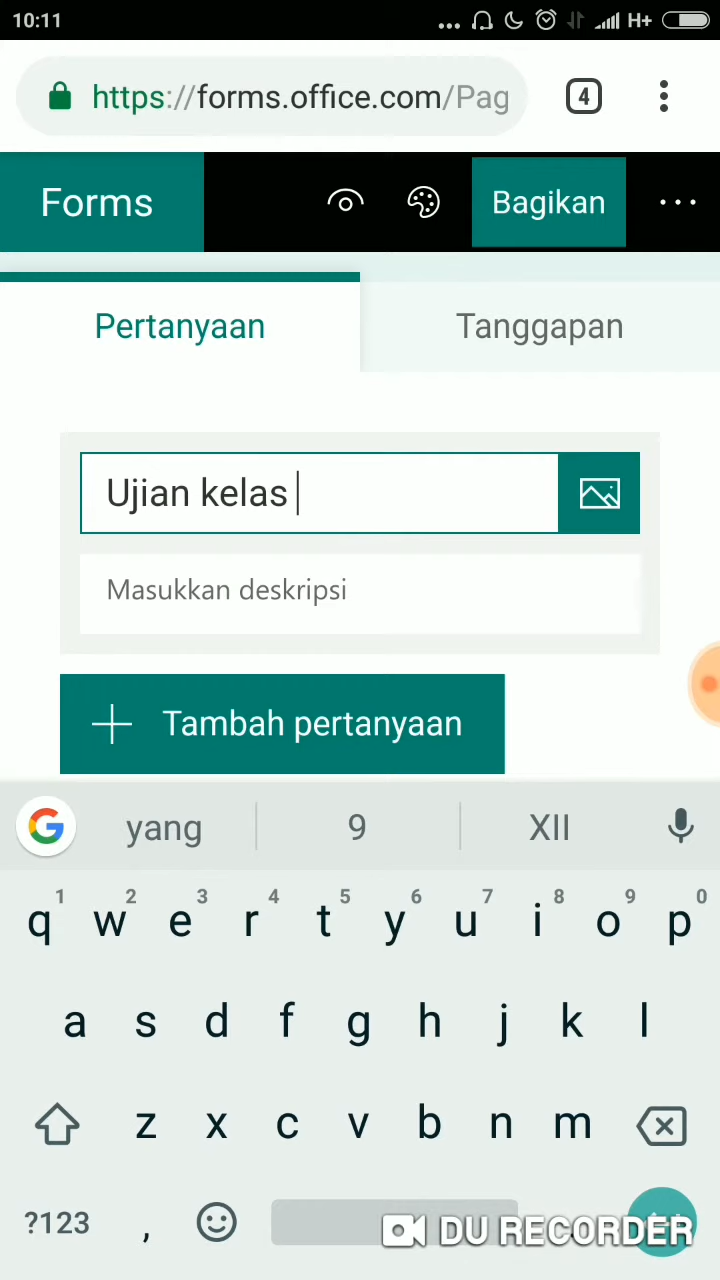 10:11
H+
https://forms.office.com/Pag
4
Forms
Bagikan
Pertanyaan
Tanggapan
Ujian kelas
Masukkan deskripsi
Tambah pertanyaan
G yang 9 XII
1 2 3 4 5 6 7 8 9 0
q w e r t y u i o p
a s d f g h j k l
z x c v b n m
?123 ,
DU RECORDER